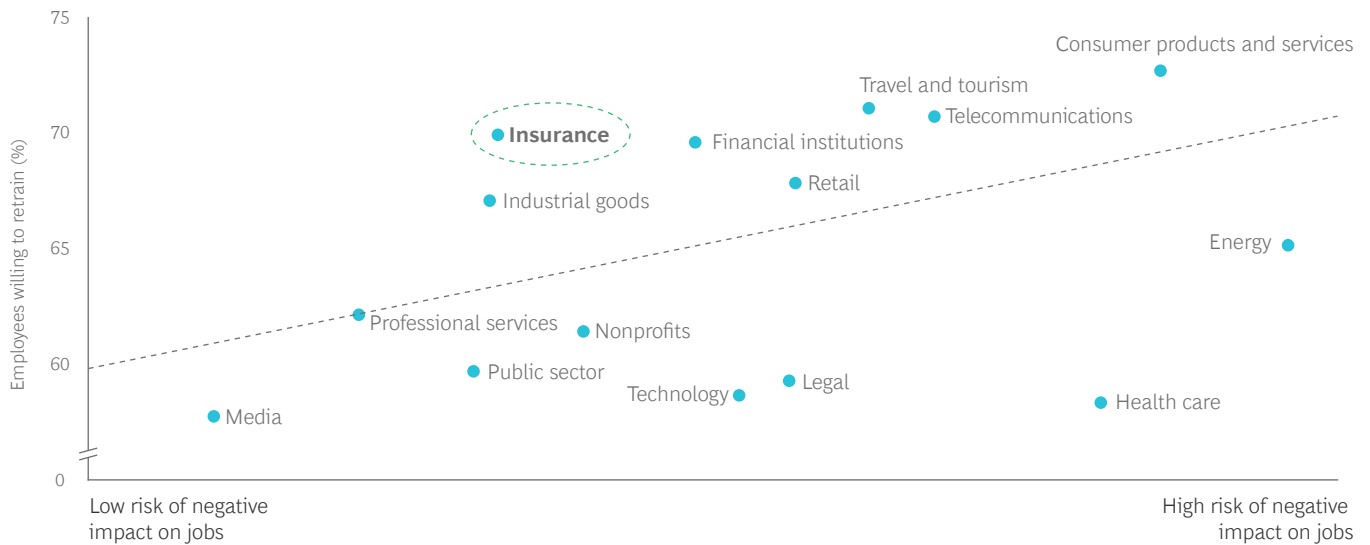 75
Consumer products and services
Travel and tourism
Telecommunications
70
Insurance
Financial institutions
Retail
Industrial goods
Employees willing to retrain (%)
65
Energy
Professional services
Nonprofits
60
Public sector
Technology
Legal
Health care
Media
0
Low risk of negative
impact on jobs
High risk of negative
impact on jobs